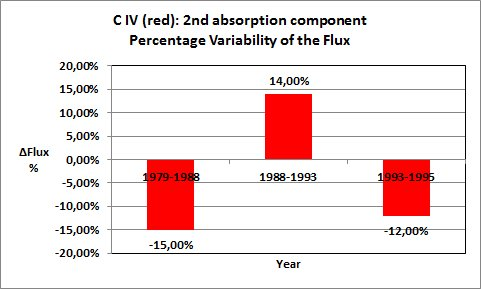 C IV (red): 2nd absorption component
Percentage Variability of the Flux
20,00%
15,00%
10,00%
5,00%
0,00%
-5,00%
-10,00%
-15,00%
-20,00%
ΔFlux
%
14,00%
1979-1988 1988-1993 1993-1995
-15,00%
-12,00%
Year